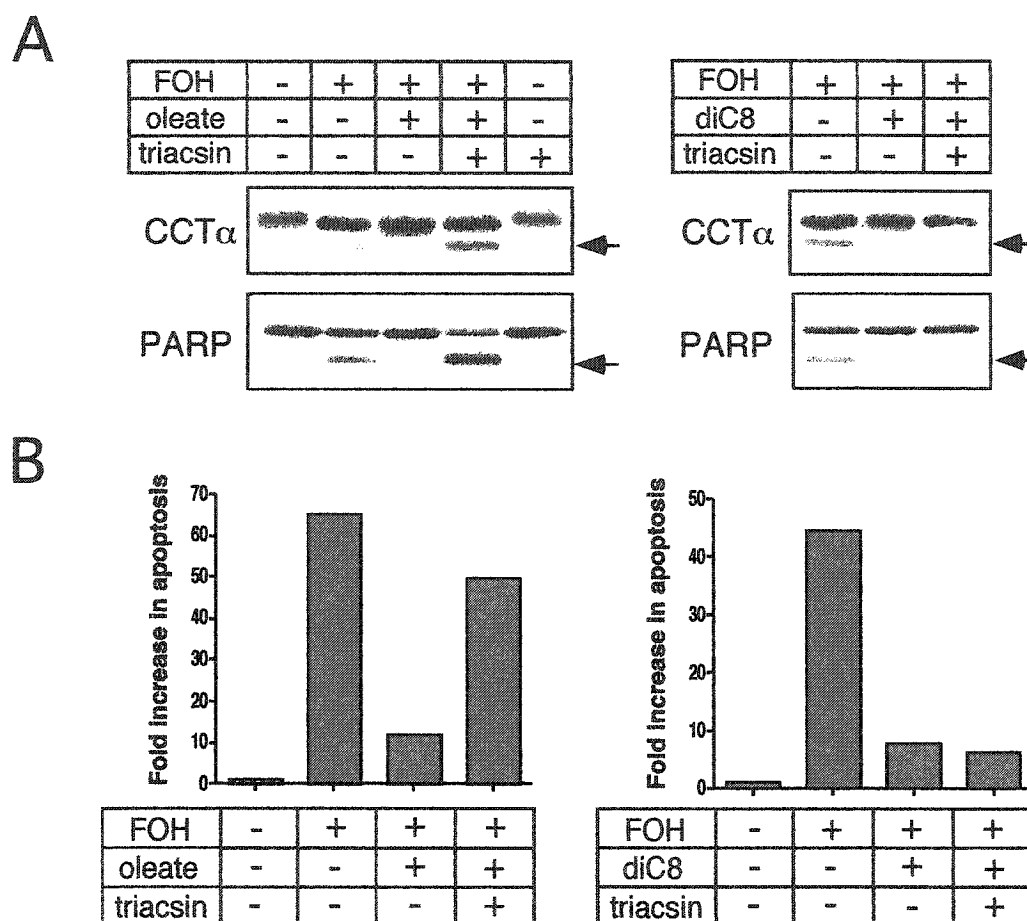 A
FOH - + + + -
oleate - - + + -
triacsin - - - + +
CCTα
PARP
FOH + + +
diC8 - + +
triacsin - - +
CCTα
PARP
B
Fold increase in apoptosis
70
60
50
40
30
20
10
0
FOH - + + +
oleate - - + +
triacsin - - - +
Fold increase in apoptosis
50
40
30
20
10
0
FOH - + + +
diC8 - - + +
triacsin - - - +